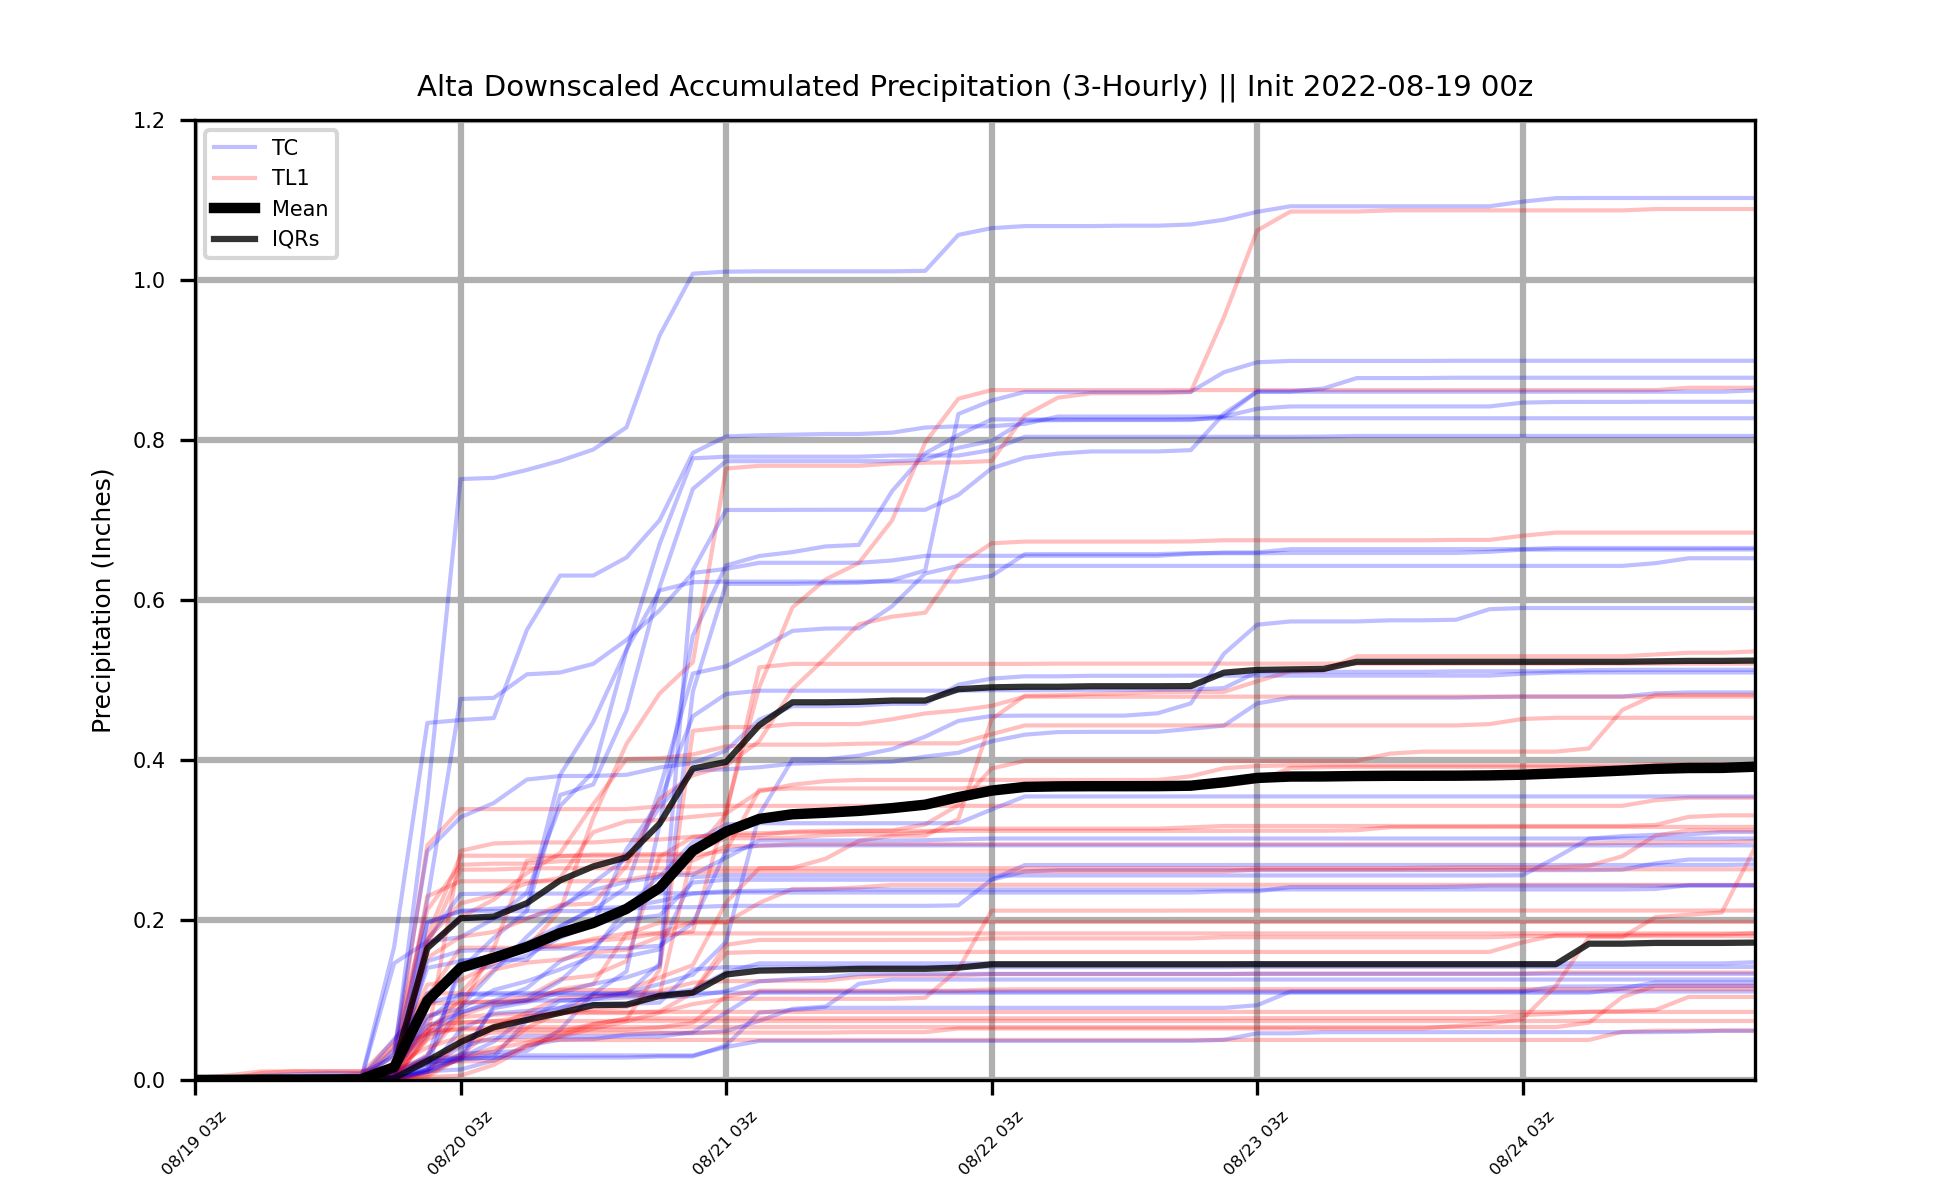 Alta Downscaled Accumulated Precipitation (3-Hourly) || Init 2022-08-19 00z
TC
TL1
Mean
IQRs
Precipitation (Inches)
1.2
1.0
0.8
0.6
0.4
0.2
0.0
08/19 03z
08/20 03z
08/21 03z
08/22 03z
08/23 03z
08/24 03z